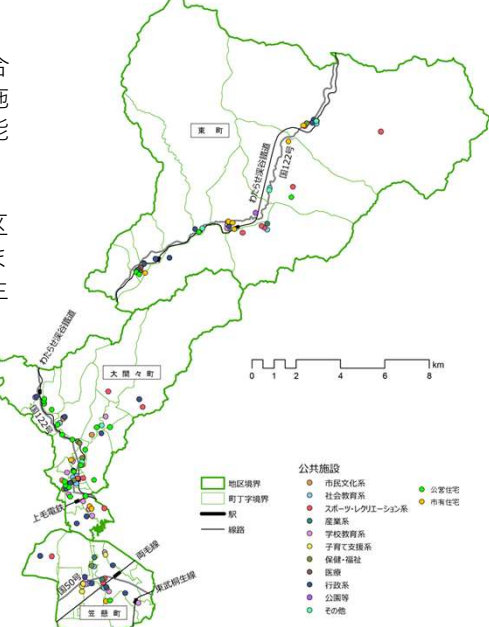 合
施
能
区
ま
主
東 町
わたらせ渓谷鐵道
国122号
わたらせ渓谷鐵道
大 間 々 町
国122号
km
0 1 2 4 6 8
上毛電鉄
両毛線
国50号
東武桐生線
笠 懸 町
地区境界
町丁字境界
駅
線路
公共施設
市民文化系
社会教育系
スポーツ・レクリエーション系
産業系
学校教育系
子育て支援系
保健・福祉
医療
行政系
公園等
その他
公営住宅
市有住宅